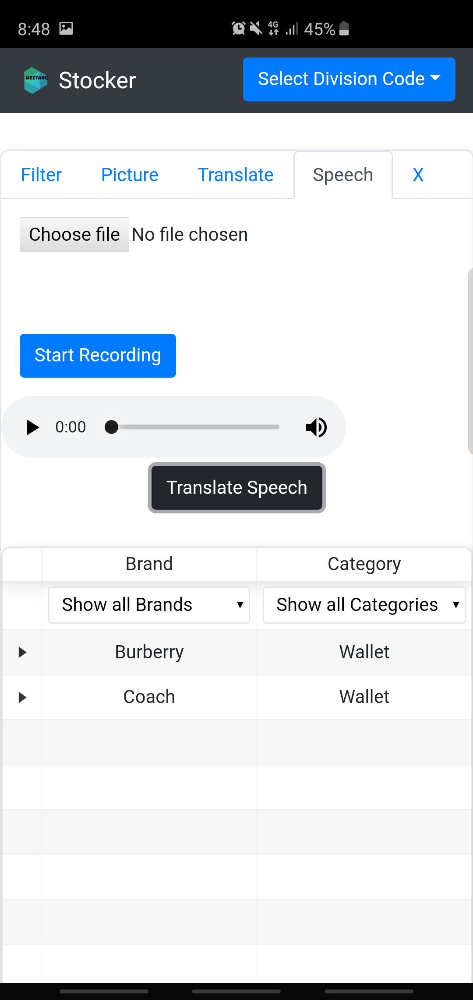 8:48 4G 45%
WEITANG Stocker Select Division Code
Filter Picture Translate Speech X
Choose file No file chosen
Start Recording
0:00
Translate Speech
Brand Category
Show all Brands Show all Categories
Burberry Wallet
Coach Wallet